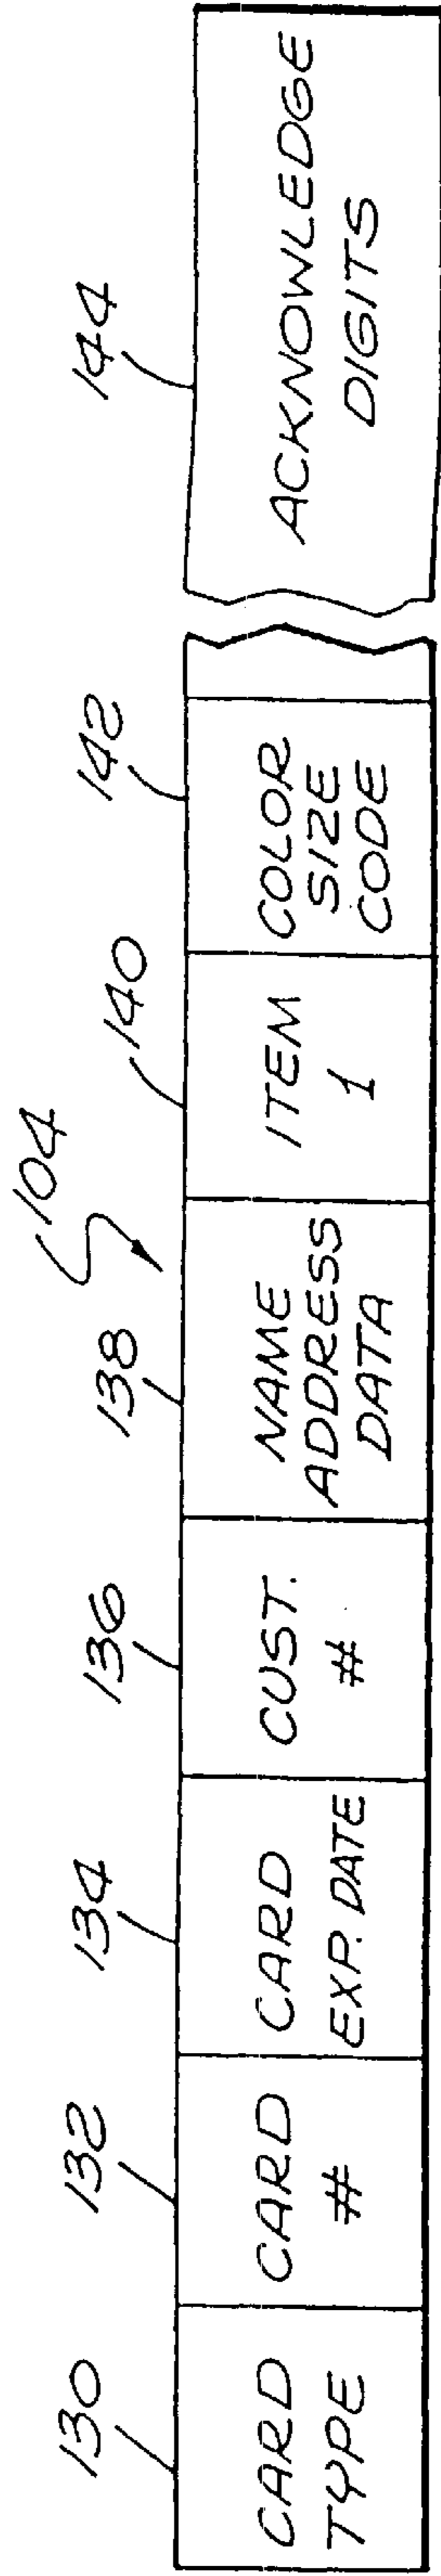 104
130 132 134 136 138 140 142 144
CARD TYPE
CARD #
CARD EXP. DATE
CUST. #
NAME ADDRESS DATA
ITEM 1
COLOR SIZE CODE
ACKNOWLEDGE DIGITS